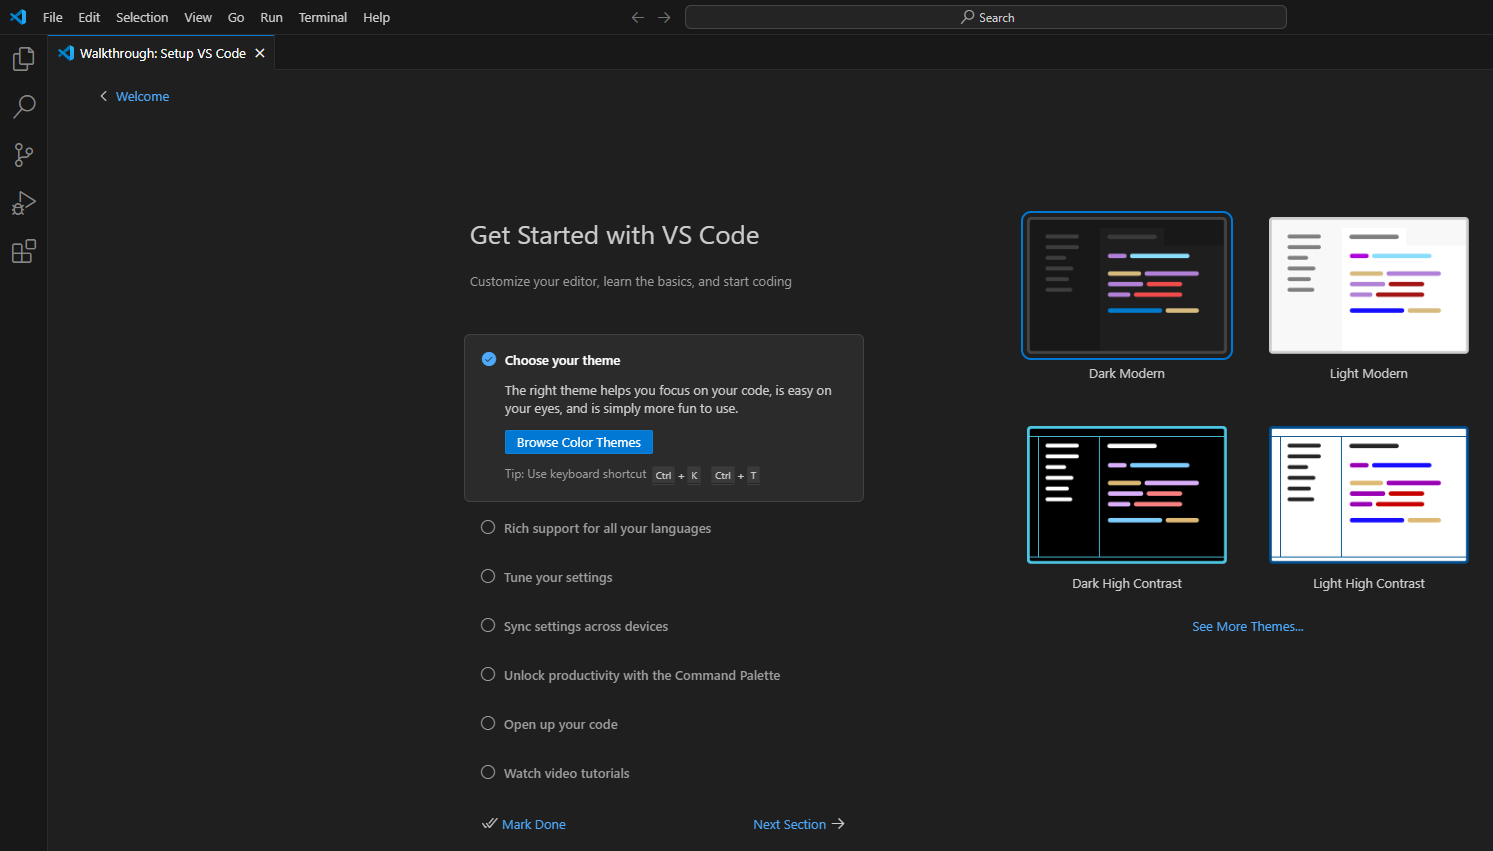 File Edit Selection View Go Run Terminal Help
Search
Walkthrough: Setup VS Code
Welcome
Get Started with VS Code
Customize your editor, learn the basics, and start coding
Choose your theme
The right theme helps you focus on your code, is easy on
your eyes, and is simply more fun to use.
Browse Color Themes
Tip: Use keyboard shortcut Ctrl + K Ctrl + T
Rich support for all your languages
Tune your settings
Sync settings across devices
Unlock productivity with the Command Palette
Open up your code
Watch video tutorials
Mark Done
Next Section
Dark Modern
Light Modern
Dark High Contrast
Light High Contrast
See More Themes...